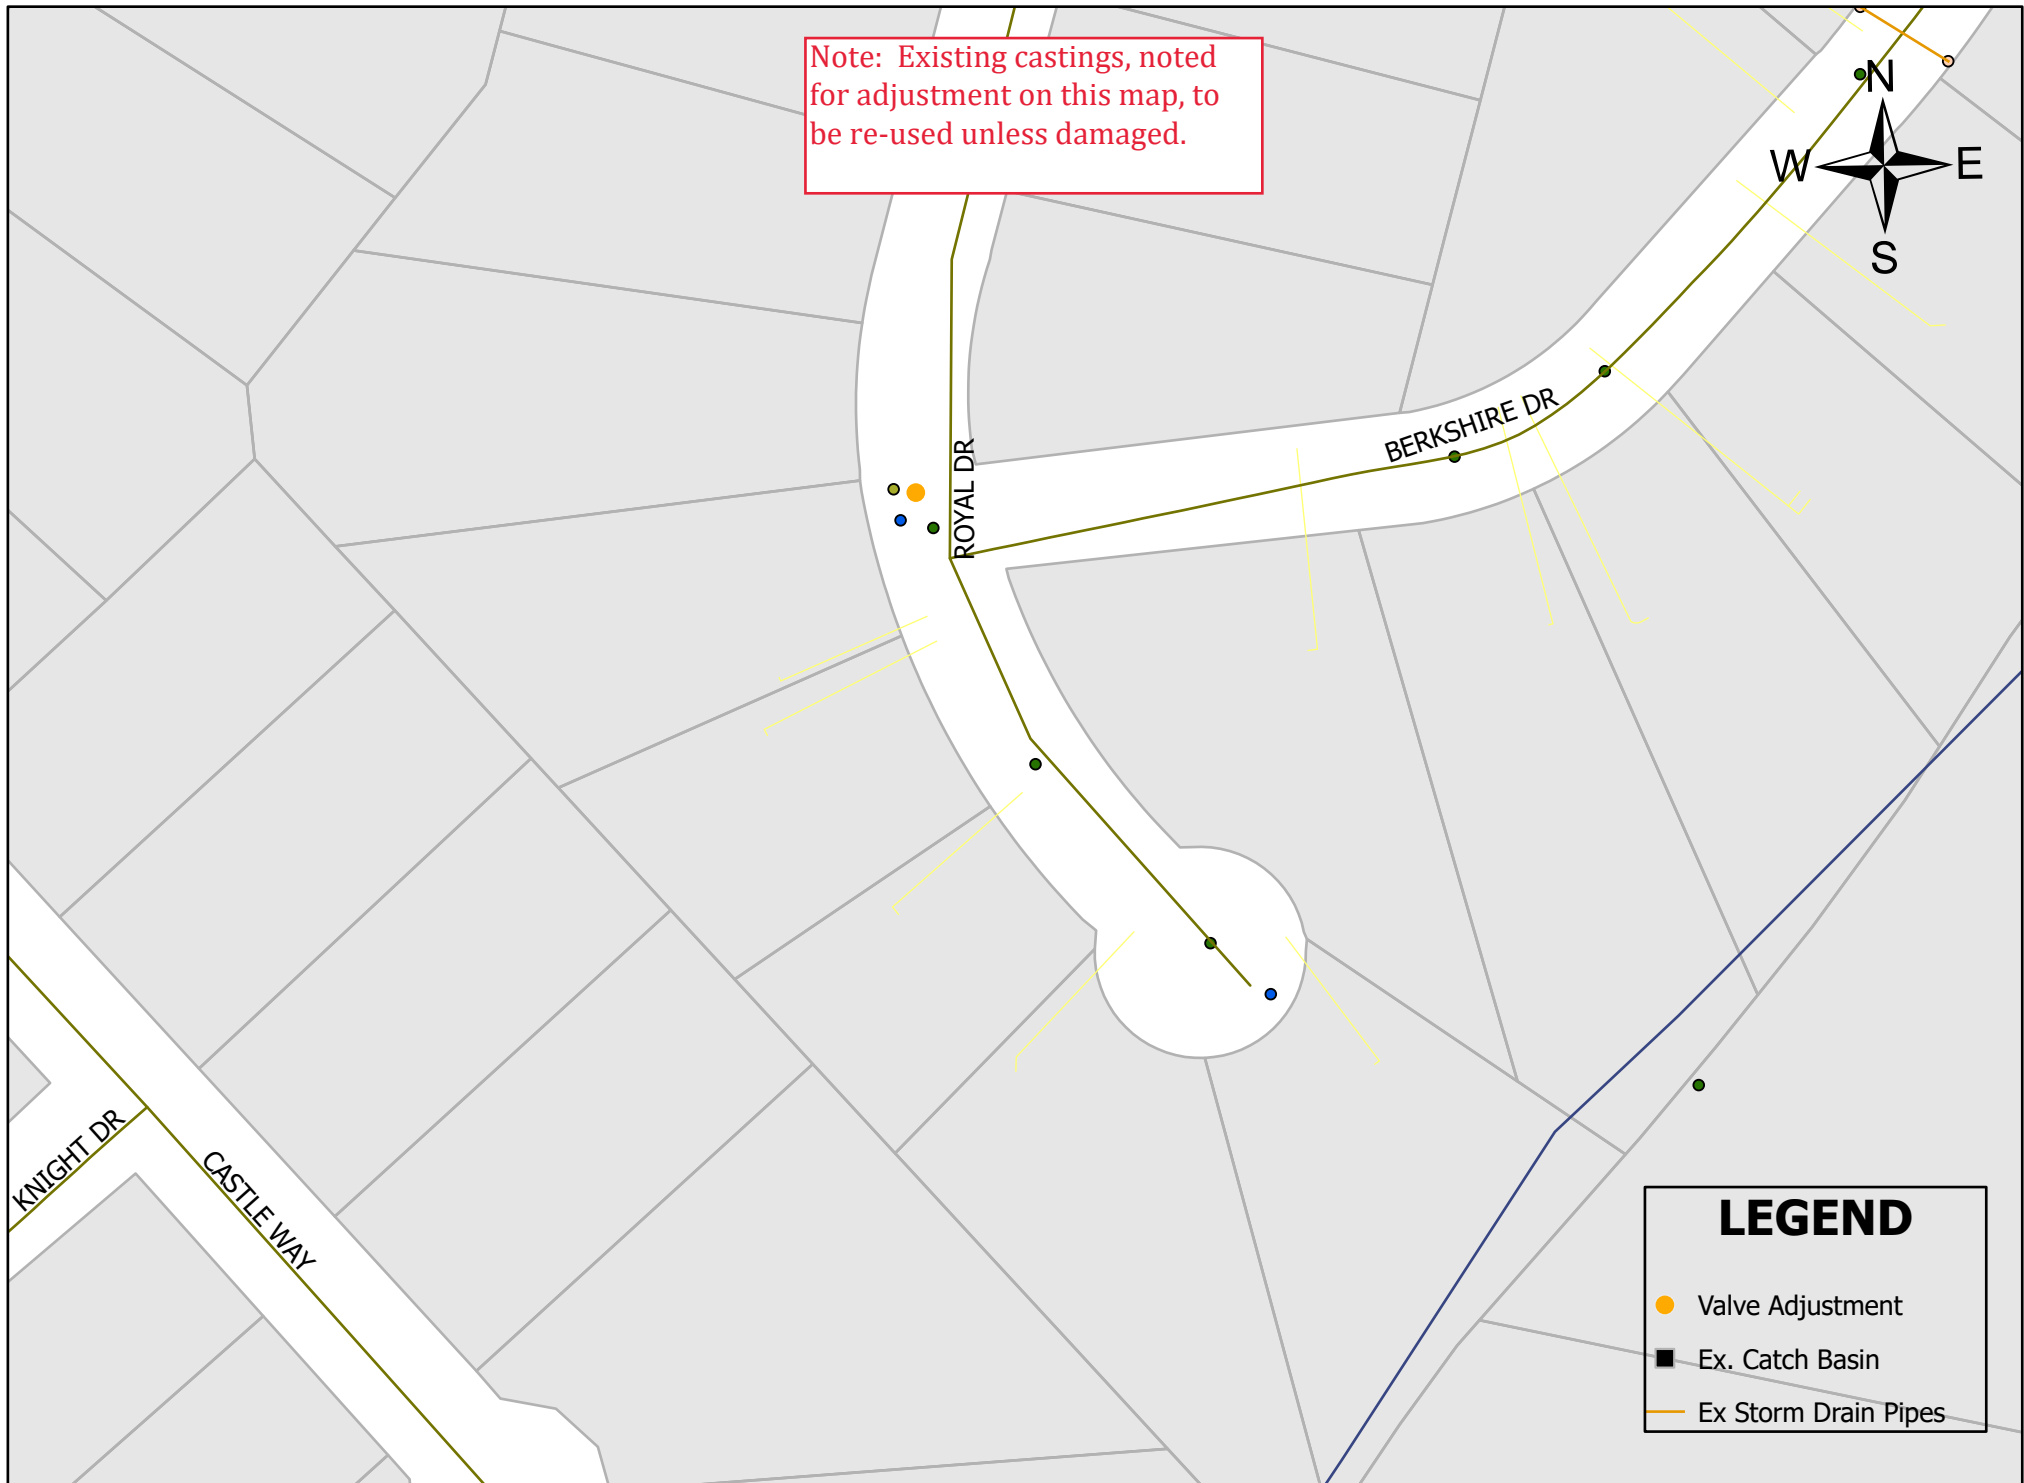 Note:  Existing castings, noted
for adjustment on this map, to
be re-used unless damaged.
N
W
E
S
BERKSHIRE DR
ROYAL DR
KNIGHT DR
CASTLE WAY
LEGEND
Valve Adjustment
Ex. Catch Basin
Ex Storm Drain Pipes